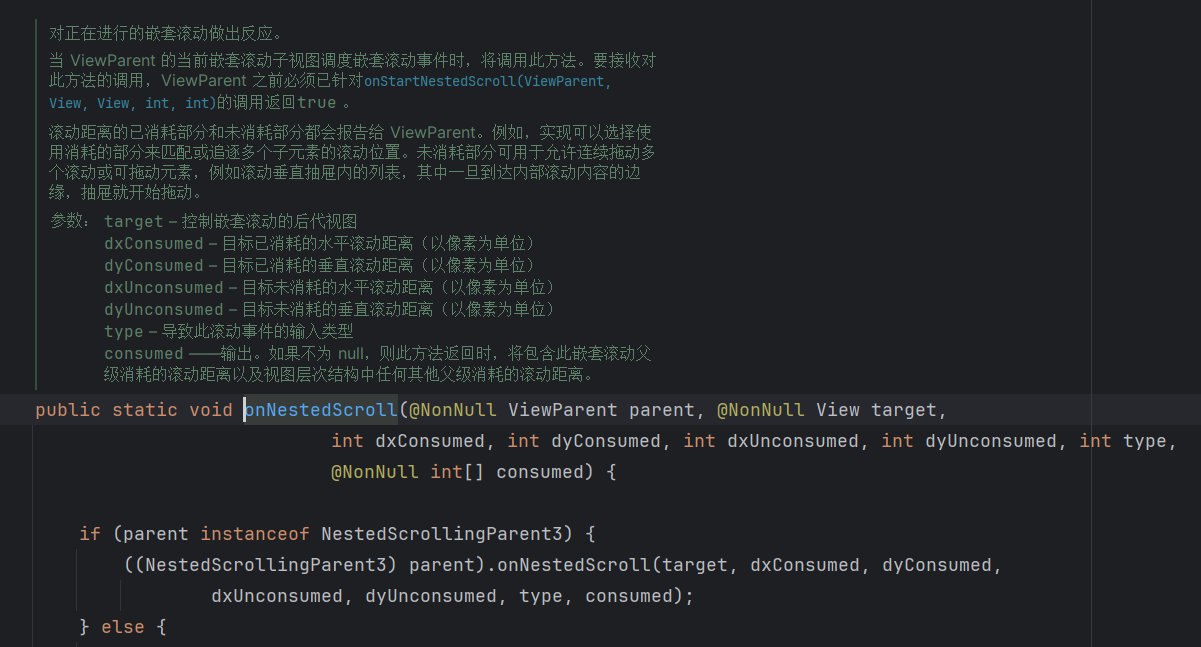 对正在进行的嵌套滚动做出反应。
当 ViewParent 的当前嵌套滚动子视图调度嵌套滚动事件时，将调用此方法。要接收对
此方法的调用，ViewParent 之前必须已针对onStartNestedScroll(ViewParent,
View, View, int, int)的调用返回true 。
滚动距离的已消耗部分和未消耗部分都会报告给 ViewParent。例如，实现可以选择使
用消耗的部分来匹配或追逐多个子元素的滚动位置。未消耗部分可用于允许连续拖动多
个滚动或可拖动元素，例如滚动垂直抽屉内的列表，其中一旦到达内部滚动内容的边
缘，抽屉就开始拖动。
参数： target – 控制嵌套滚动的后代视图
dxConsumed – 目标已消耗的水平滚动距离（以像素为单位）
dyConsumed – 目标已消耗的垂直滚动距离（以像素为单位）
dxUnconsumed – 目标未消耗的水平滚动距离（以像素为单位）
dyUnconsumed – 目标未消耗的垂直滚动距离（以像素为单位）
type – 导致此滚动事件的输入类型
consumed ——输出。如果不为 null，则此方法返回时，将包含此嵌套滚动父
级消耗的滚动距离以及视图层次结构中任何其他父级消耗的滚动距离。
public static void onNestedScroll(@NonNull ViewParent parent, @NonNull View target,
int dxConsumed, int dyConsumed, int dxUnconsumed, int dyUnconsumed, int type,
@NonNull int[] consumed) {
if (parent instanceof NestedScrollingParent3) {
((NestedScrollingParent3) parent).onNestedScroll(target, dxConsumed, dyConsumed,
dxUnconsumed, dyUnconsumed, type, consumed);
} else {